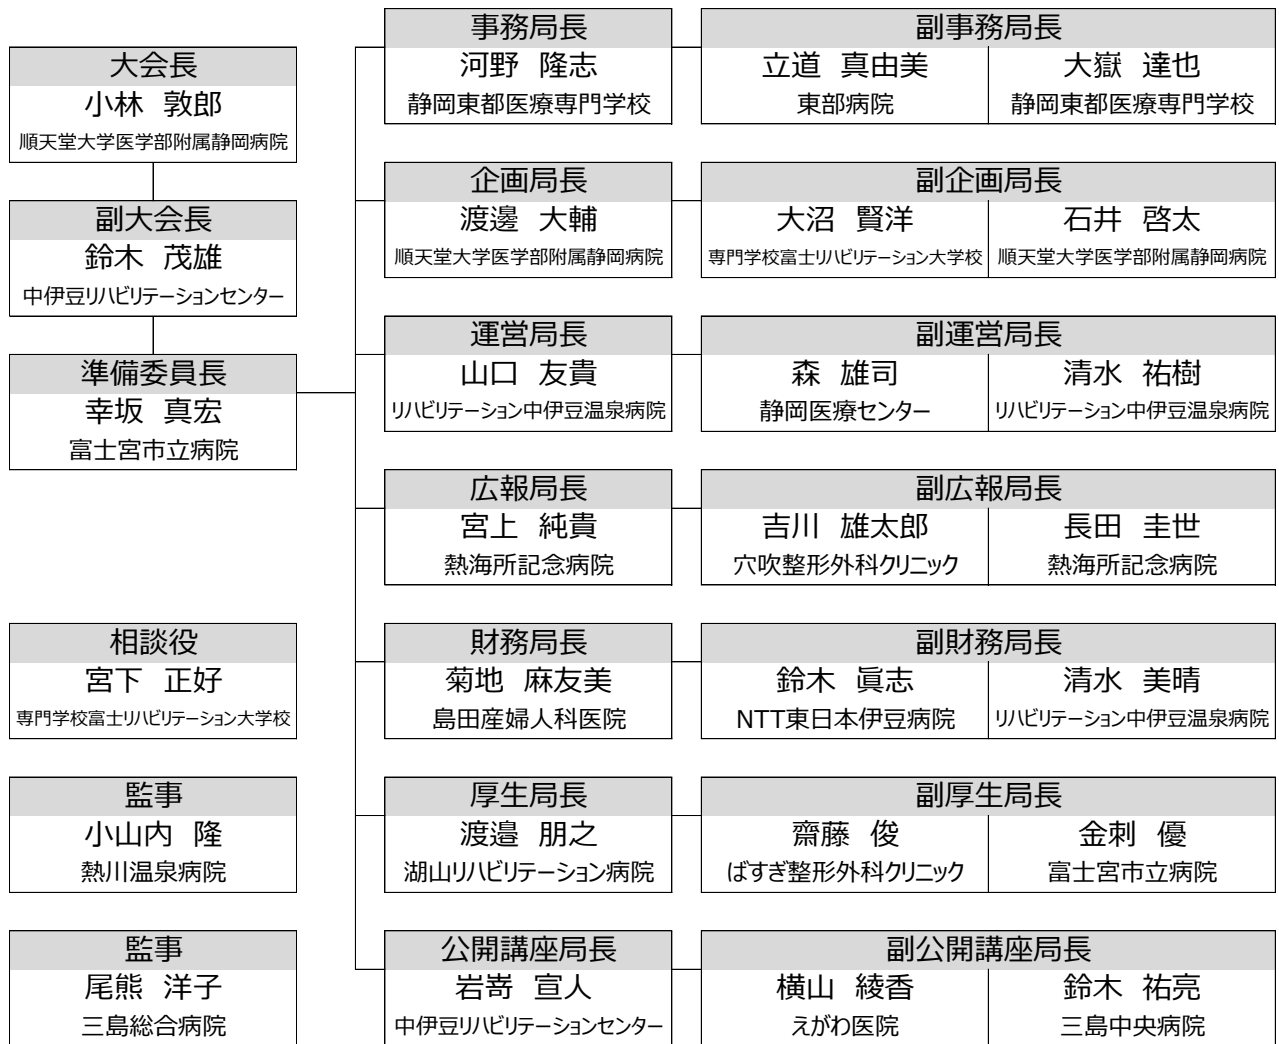 大会長
小林 敦郎
順天堂大学医学部附属静岡病院
副大会長
鈴木 茂雄
中伊豆リハビリテーションセンター
準備委員長
幸坂 真宏
富士宮市立病院
相談役
宮下 正好
専門学校富士リハビリテーション大学校
監事
小山内 隆
熱川温泉病院
監事
尾熊 洋子
三島総合病院
事務局長
河野 隆志
静岡東都医療専門学校
副事務局長
立道 真由美
東部病院
大嶽 達也
静岡東都医療専門学校
企画局長
渡邊 大輔
順天堂大学医学部附属静岡病院
副企画局長
大沼 賢洋
専門学校富士リハビリテーション大学校
石井 啓太
順天堂大学医学部附属静岡病院
運営局長
山口 友貴
リハビリテーション中伊豆温泉病院
副運営局長
森 雄司
静岡医療センター
清水 祐樹
リハビリテーション中伊豆温泉病院
広報局長
宮上 純貴
熱海所記念病院
副広報局長
吉川 雄太郎
穴吹整形外科クリニック
長田 圭世
熱海所記念病院
財務局長
菊地 麻友美
島田産婦人科医院
副財務局長
鈴木 眞志
NTT東日本伊豆病院
清水 美晴
リハビリテーション中伊豆温泉病院
厚生局長
渡邉 朋之
湖山リハビリテーション病院
副厚生局長
齋藤 俊
ばすぎ整形外科クリニック
金刺 優
富士宮市立病院
公開講座局長
岩嵜 宣人
中伊豆リハビリテーションセンター
副公開講座局長
横山 綾香
えがわ医院
鈴木 祐亮
三島中央病院